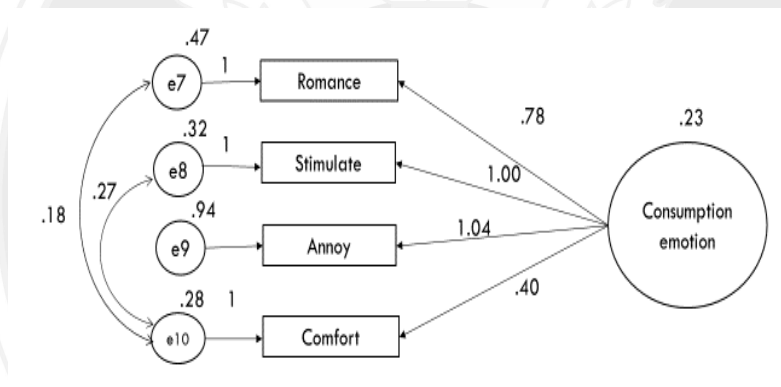 .47
e7
1
Romance
.78
.23
.32
e8
1
Stimulate
1.00
.27
.18
.94
e9
Annoy
1.04
Consumption
emotion
.28
1
e10
Comfort
.40